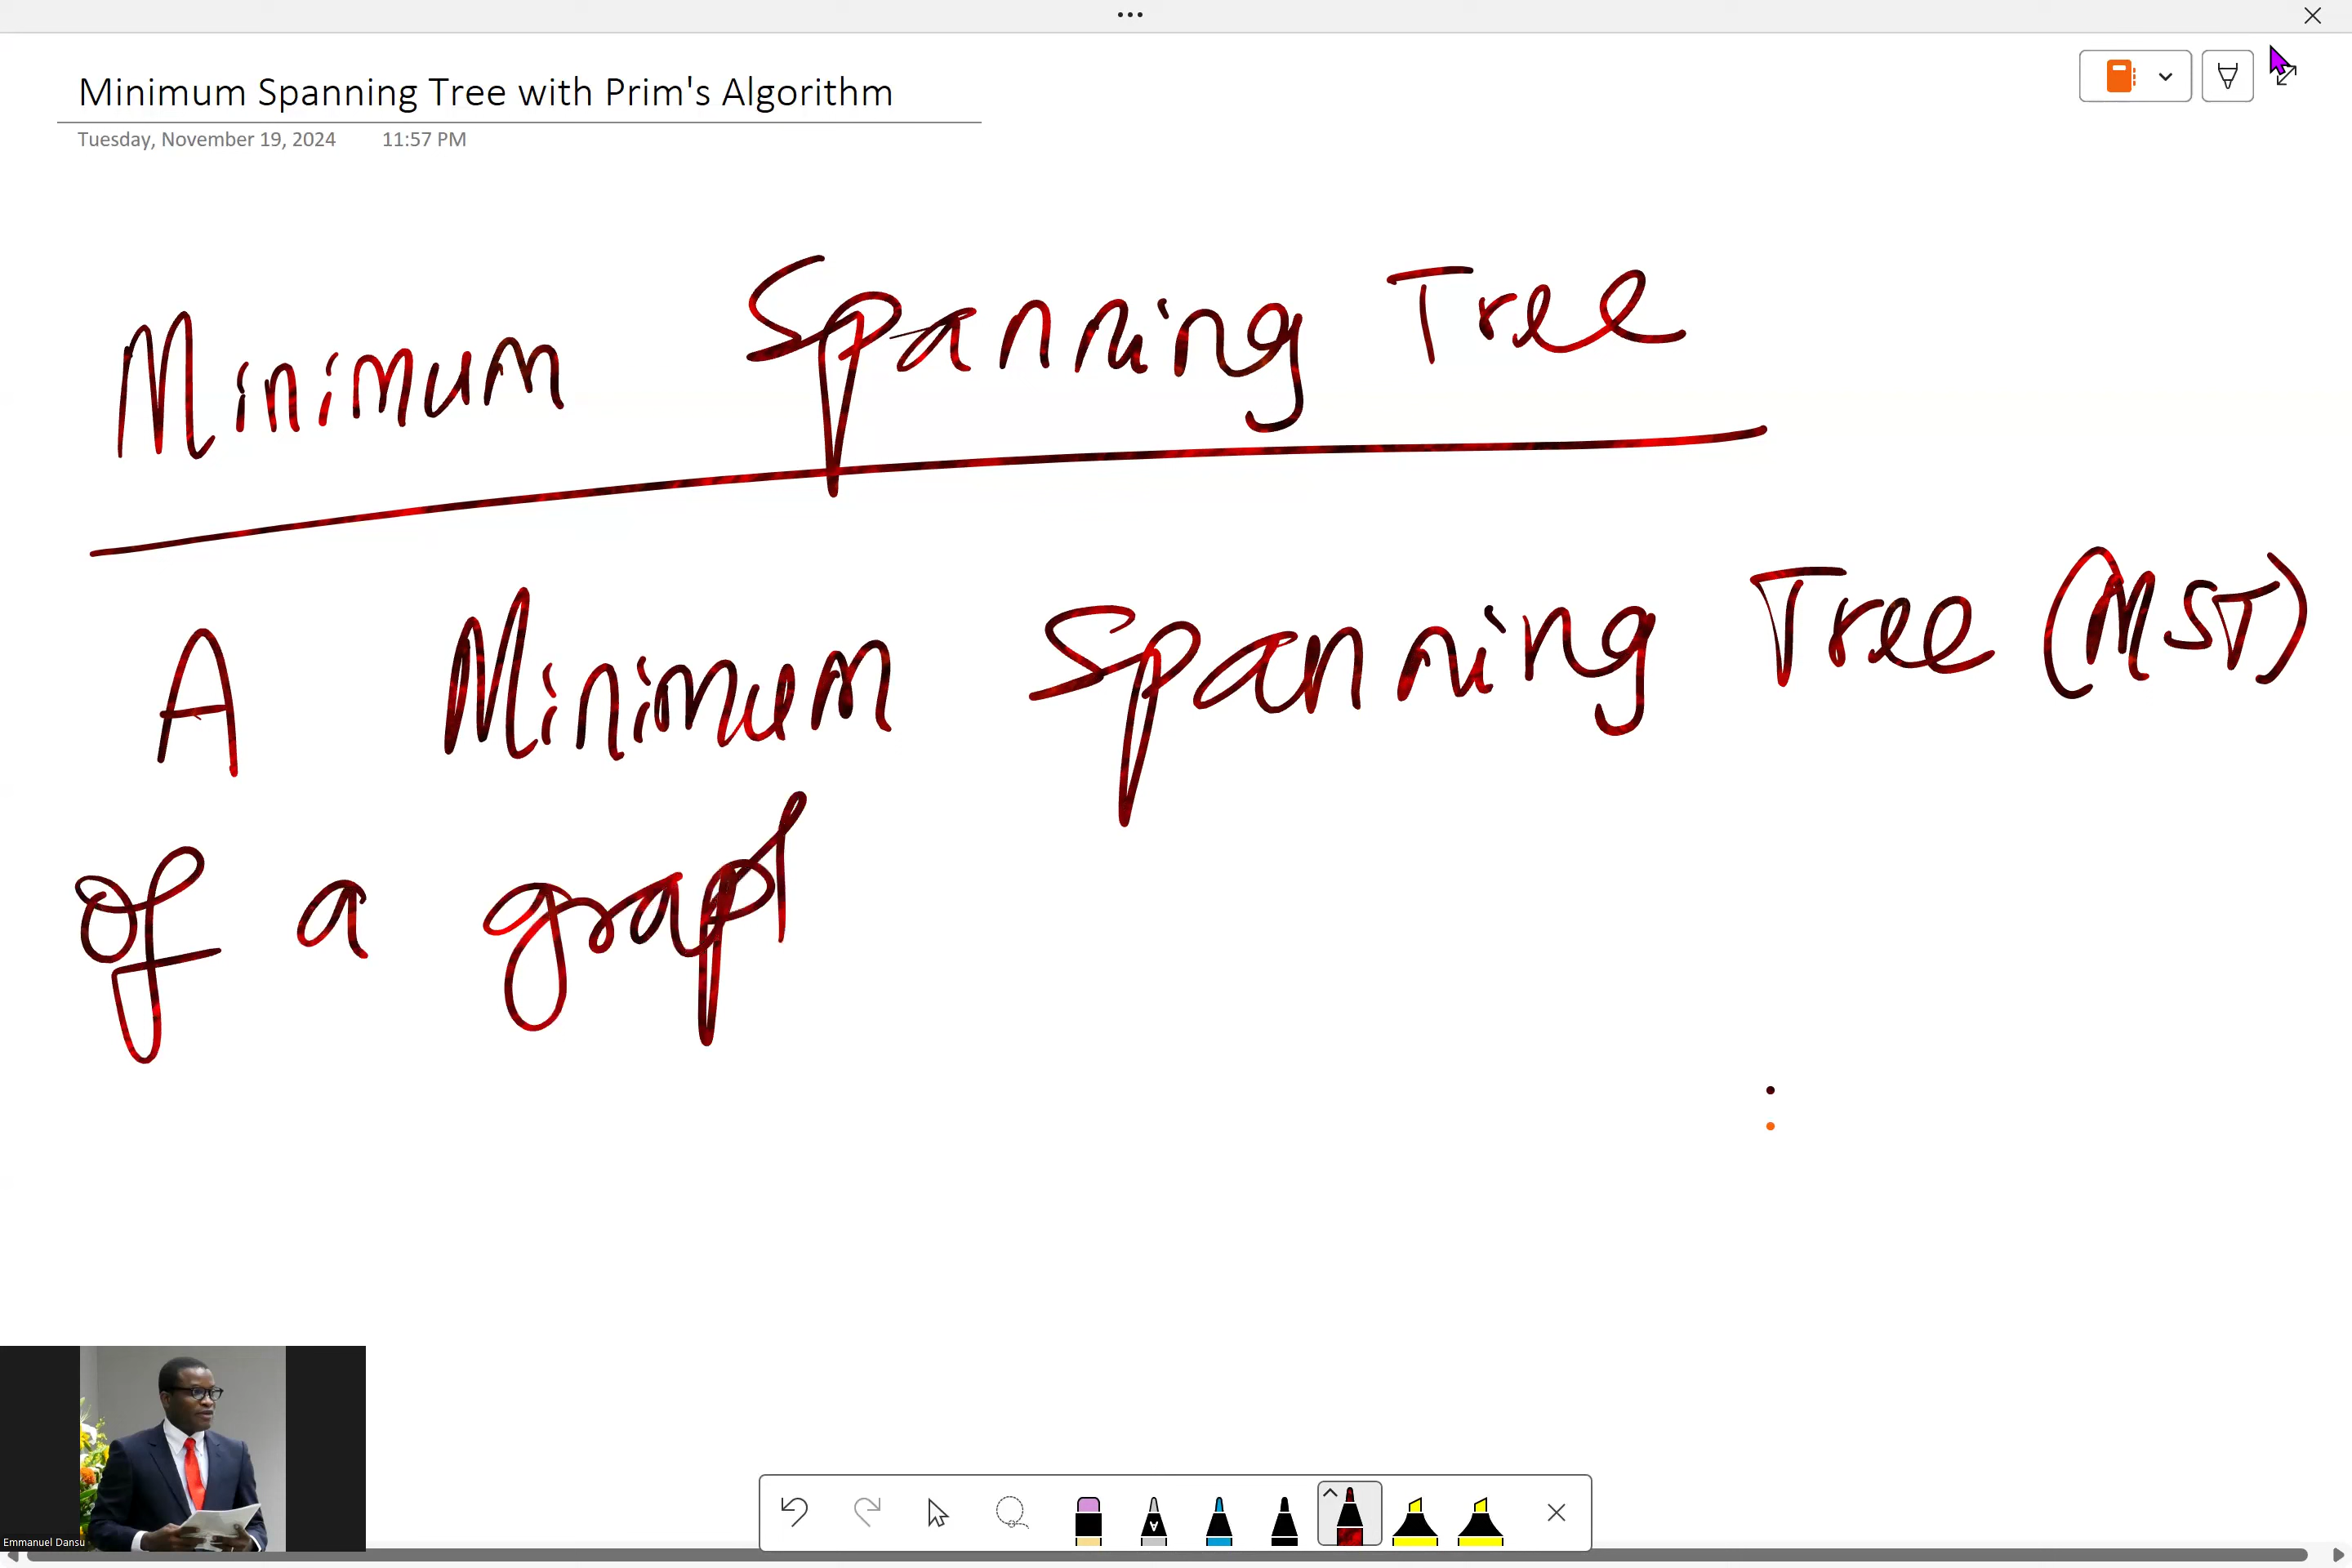 Minimum Spanning Tree with Prim's Algorithm
Tuesday, November 19, 2024 11:57 PM
Minimum Spanning Tree
A Minimum Spanning Tree (MST)
of a grapl
Emmanuel Dansu